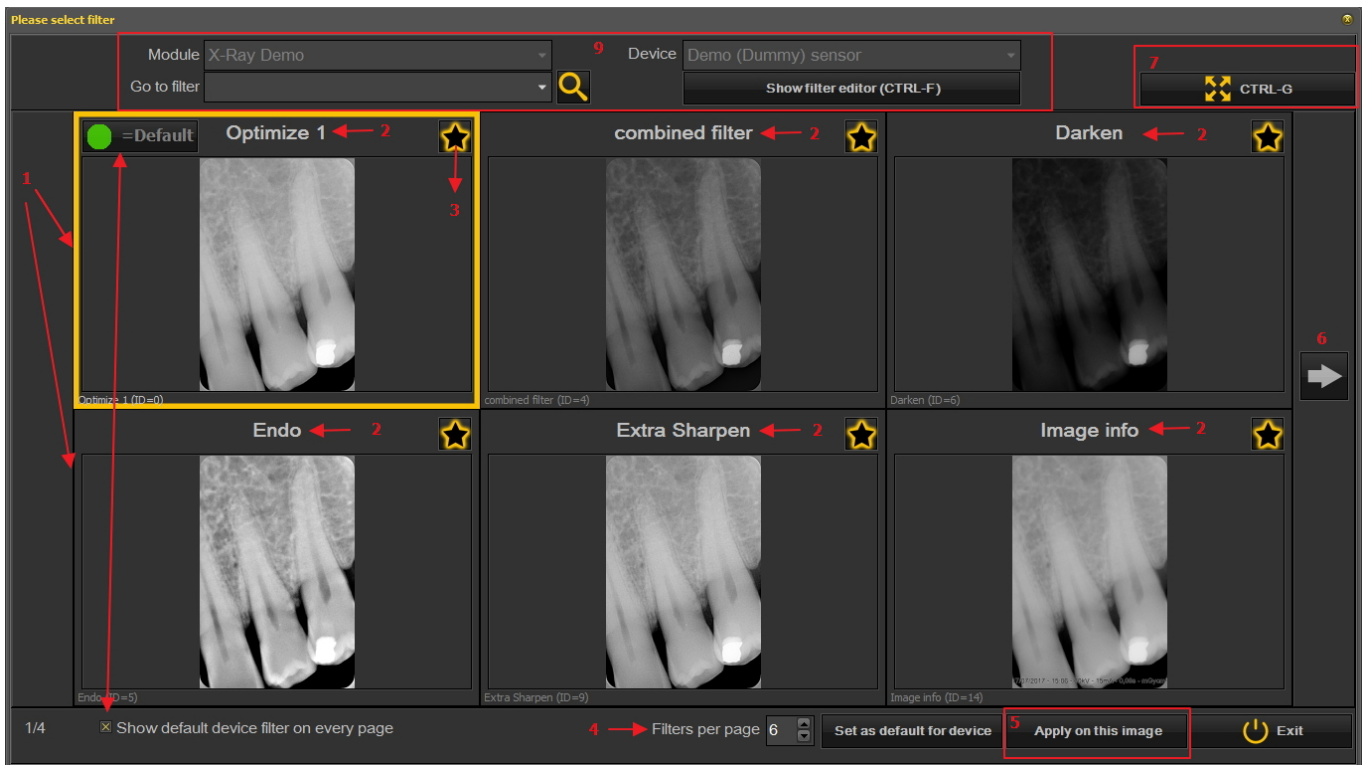 Please select filter
Module X-Ray Demo
9
Device Demo (Dummy) sensor
7
Go to filter
Show filter editor (CTRL-F)
CTRL-G
=Default
Optimize 1
2
combined filter
2
Darken
2
1
3
6
Optimize 1 (ID=0)
combined filter (ID=4)
Darken (ID=6)
Endo
2
Extra Sharpen
2
Image info
2
Endo (ID=5)
Extra Sharpen (ID=9)
Image info (ID=14)
1/4
Show default device filter on every page
4
Filters per page 6
Set as default for device
5
Apply on this image
Exit